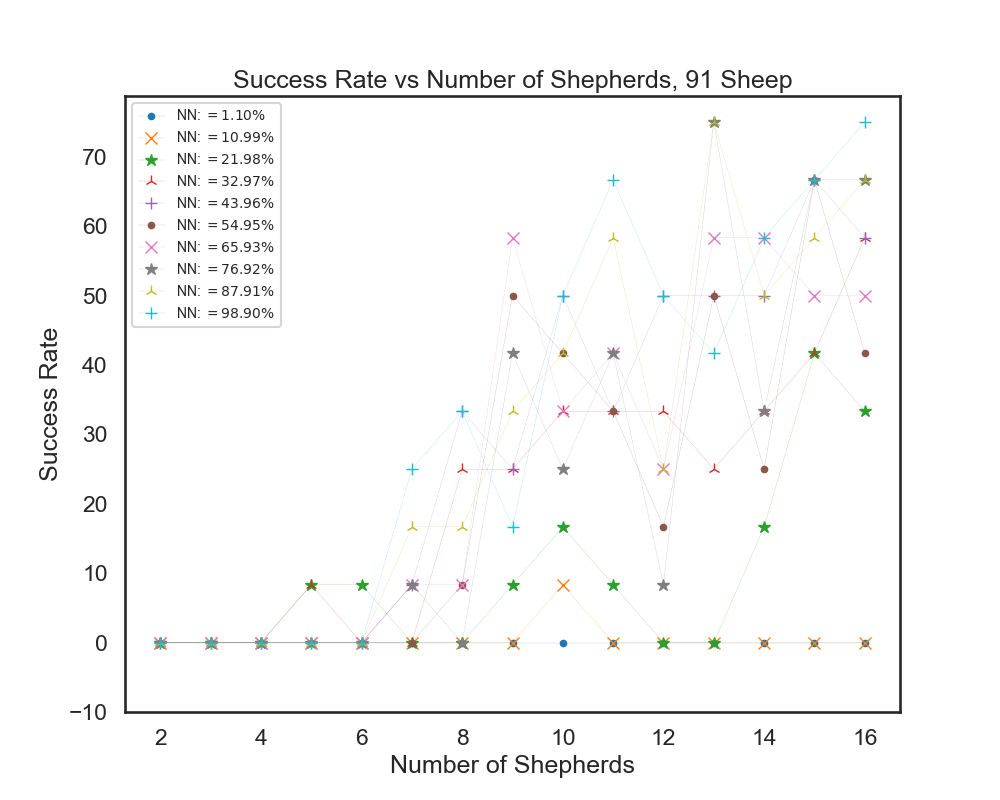 Success Rate vs Number of Shepherds, 91 Sheep
NN: =1.10%
NN: =10.99%
NN: =21.98%
NN: =32.97%
NN: =43.96%
NN: =54.95%
NN: =65.93%
NN: =76.92%
NN: =87.91%
NN: =98.90%
Success Rate
70
60
50
40
30
20
10
0
−10
2 4 6 8 10 12 14 16
Number of Shepherds